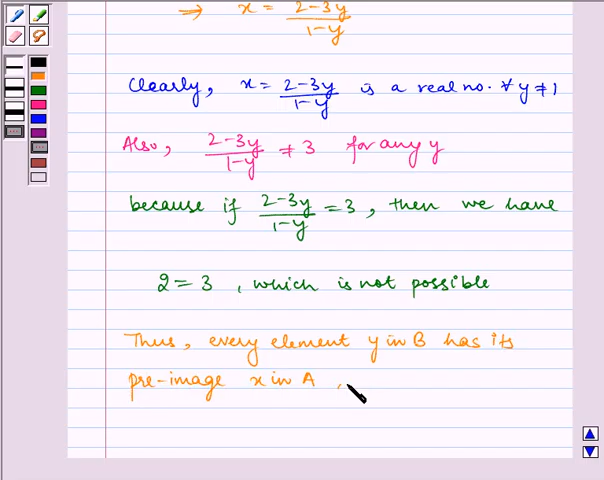 ⇒ x = 2-3y / 1-y
Clearly, x = 2-3y / 1-y is a real no. ∀ y ≠ 1
Also, 2-3y / 1-y ≠ 3 for any y
because if 2-3y / 1-y = 3, then we have
2 = 3, which is not possible
Thus, every element y in B has its
pre-image x in A